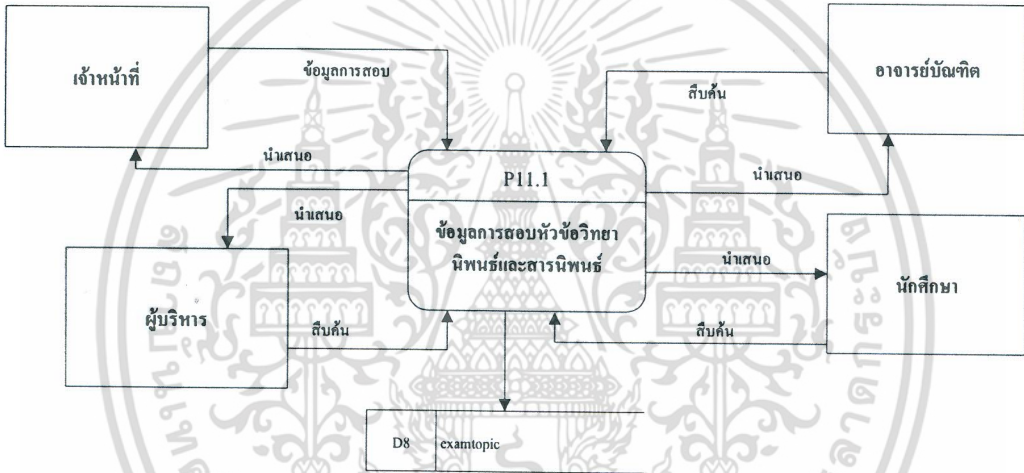 เจ้าหน้าที่
ข้อมูลการสอบ
อาจารย์บัณฑิต
สืบค้น
นำเสนอ
P11.1
นำเสนอ
นำเสนอ
ข้อมูลการสอบหัวข้อวิทยา
นิพนธ์และสารนิพนธ์
นำเสนอ
นักศึกษา
ผู้บริหาร
สืบค้น
สืบค้น
D8
examtopic